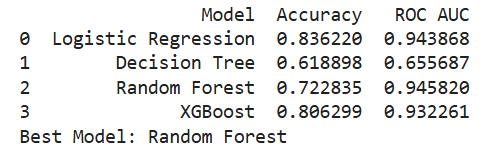 Model Accuracy ROC AUC
0 Logistic Regression 0.836220 0.943868
1 Decision Tree 0.618898 0.655687
2 Random Forest 0.722835 0.945820
3 XGBoost 0.806299 0.932261
Best Model: Random Forest